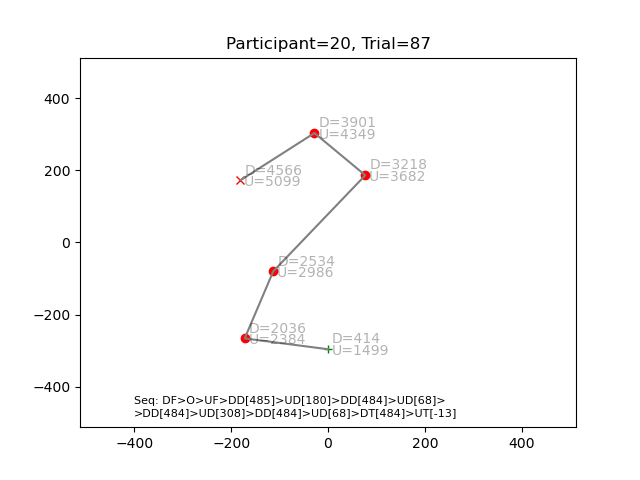 Participant=20, Trial=87
400
200
0
−200
−400
D=3901
U=4349
D=3218
U=3682
D=4566
U=5099
D=2534
U=2986
D=2036
U=2384
D=414
U=1499
Seq: DF>O>UF>DD[485]>UD[180]>DD[484]>UD[68]>
>DD[484]>UD[308]>DD[484]>UD[68]>DT[484]>UT[-13]
−400 −200 0 200 400